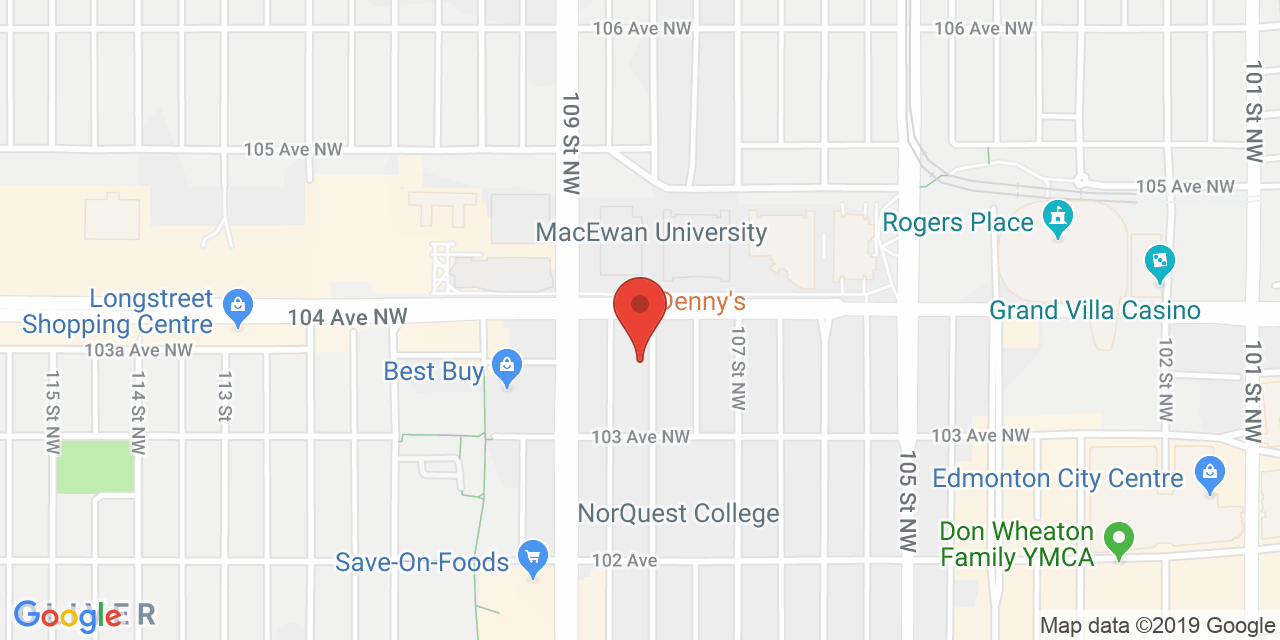 106 Ave NW
106 Ave NW
101 St NW
109 St NW
105 Ave NW
105 Ave NW
MacEwan University
Rogers Place
Denny's
Longstreet
Shopping Centre
104 Ave NW
Grand Villa Casino
103a Ave NW
Best Buy
107 St NW
102 St NW
101 St NW
115 St NW
114 St NW
113 St
103 Ave NW
103 Ave NW
105 St NW
Edmonton City Centre
NorQuest College
Don Wheaton
Family YMCA
Save-On-Foods
102 Ave
Google
Map data ©2019 Google